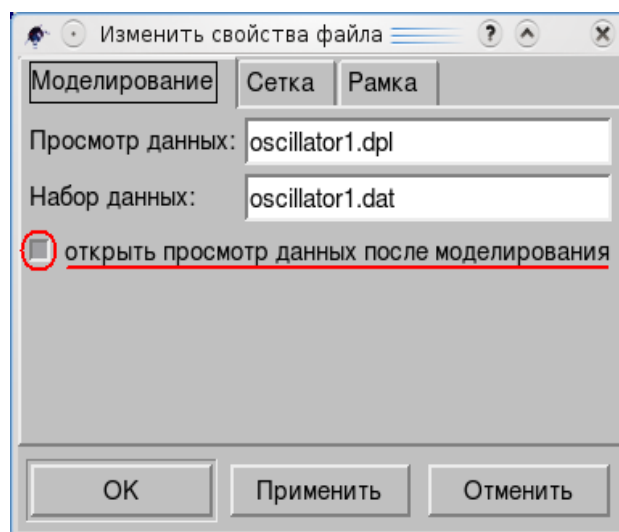 Изменить свойства файла
Моделирование Сетка Рамка
Просмотр данных: oscillator1.dpl
Набор данных: oscillator1.dat
открыть просмотр данных после моделирования
OK Применить Отменить